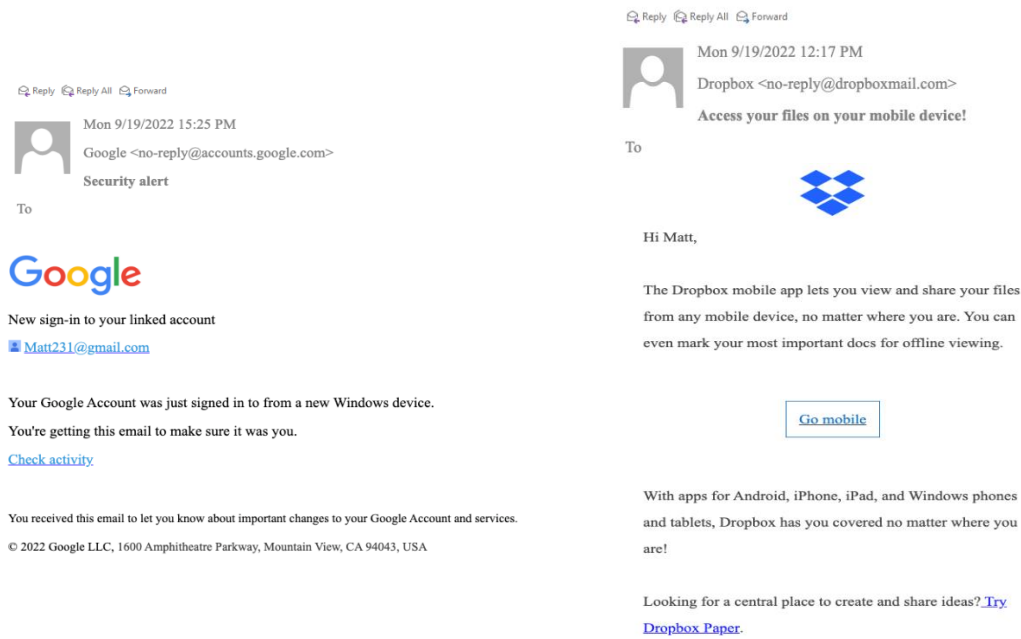 Reply Reply All Forward
Mon 9/19/2022 15:25 PM
Google <no-reply@accounts.google.com>
Security alert
To
Google
New sign-in to your linked account
Matt231@gmail.com
Your Google Account was just signed in to from a new Windows device.
You're getting this email to make sure it was you.
Check activity
You received this email to let you know about important changes to your Google Account and services.
© 2022 Google LLC, 1600 Amphitheatre Parkway, Mountain View, CA 94043, USA
Reply Reply All Forward
Mon 9/19/2022 12:17 PM
Dropbox <no-reply@dropboxmail.com>
Access your files on your mobile device!
To
Hi Matt,
The Dropbox mobile app lets you view and share your files
from any mobile device, no matter where you are. You can
even mark your most important docs for offline viewing.
Go mobile
With apps for Android, iPhone, iPad, and Windows phones
and tablets, Dropbox has you covered no matter where you
are!
Looking for a central place to create and share ideas? Try
Dropbox Paper.